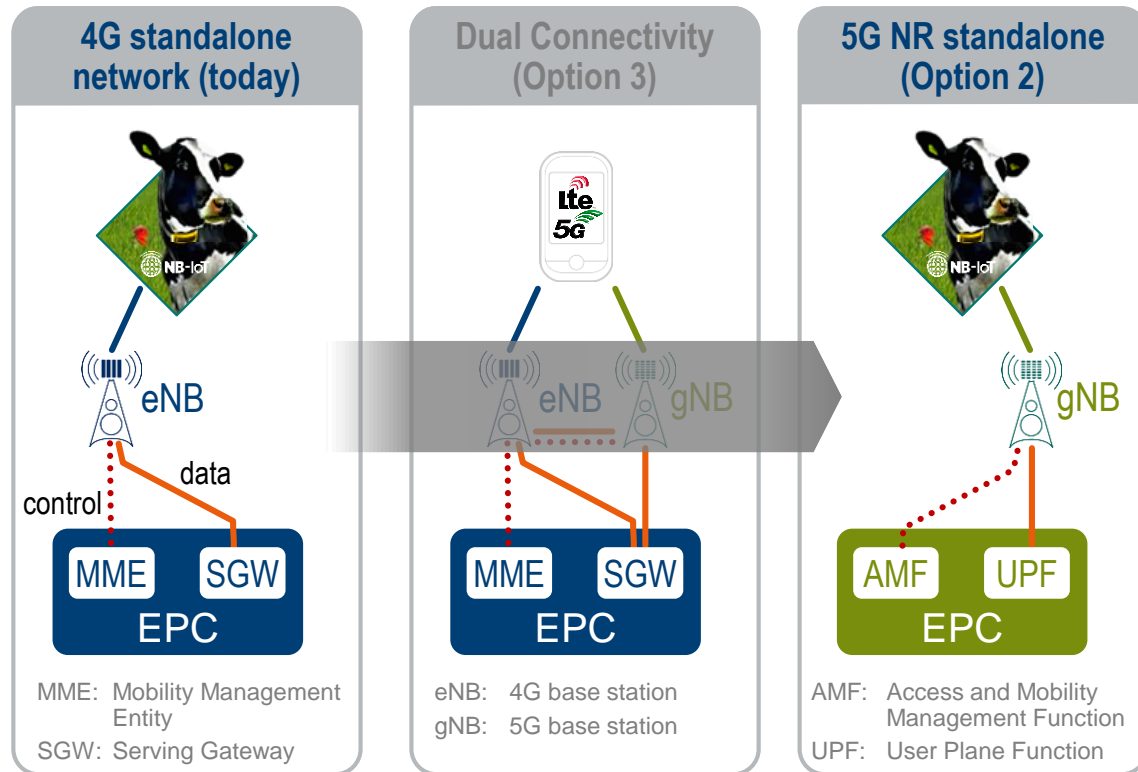 4G standalone
network (today)
NB-IoT
eNB
data
control
MME
SGW
EPC
MME: Mobility Management
Entity
SGW: Serving Gateway
Dual Connectivity
(Option 3)
lte
5G
eNB
gNB
MME
SGW
EPC
eNB: 4G base station
gNB: 5G base station
5G NR standalone
(Option 2)
NB-IoT
gNB
AMF
UPF
EPC
AMF: Access and Mobility
Management Function
UPF: User Plane Function